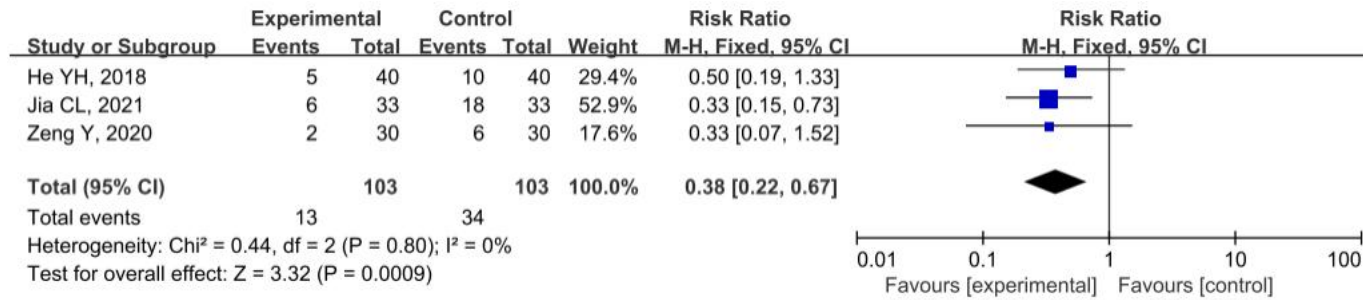 Experimental Control Risk Ratio Risk Ratio
Study or Subgroup Events Total Events Total Weight M-H, Fixed, 95% CI M-H, Fixed, 95% CI
He YH, 2018 5 40 10 40 29.4% 0.50 [0.19, 1.33]
Jia CL, 2021 6 33 18 33 52.9% 0.33 [0.15, 0.73]
Zeng Y, 2020 2 30 6 30 17.6% 0.33 [0.07, 1.52]
Total (95% CI) 103 103 100.0% 0.38 [0.22, 0.67]
Total events 13 34
Heterogeneity: Chi² = 0.44, df = 2 (P = 0.80); I² = 0%
Test for overall effect: Z = 3.32 (P = 0.0009)
0.01 0.1 1 10 100
Favours [experimental] Favours [control]